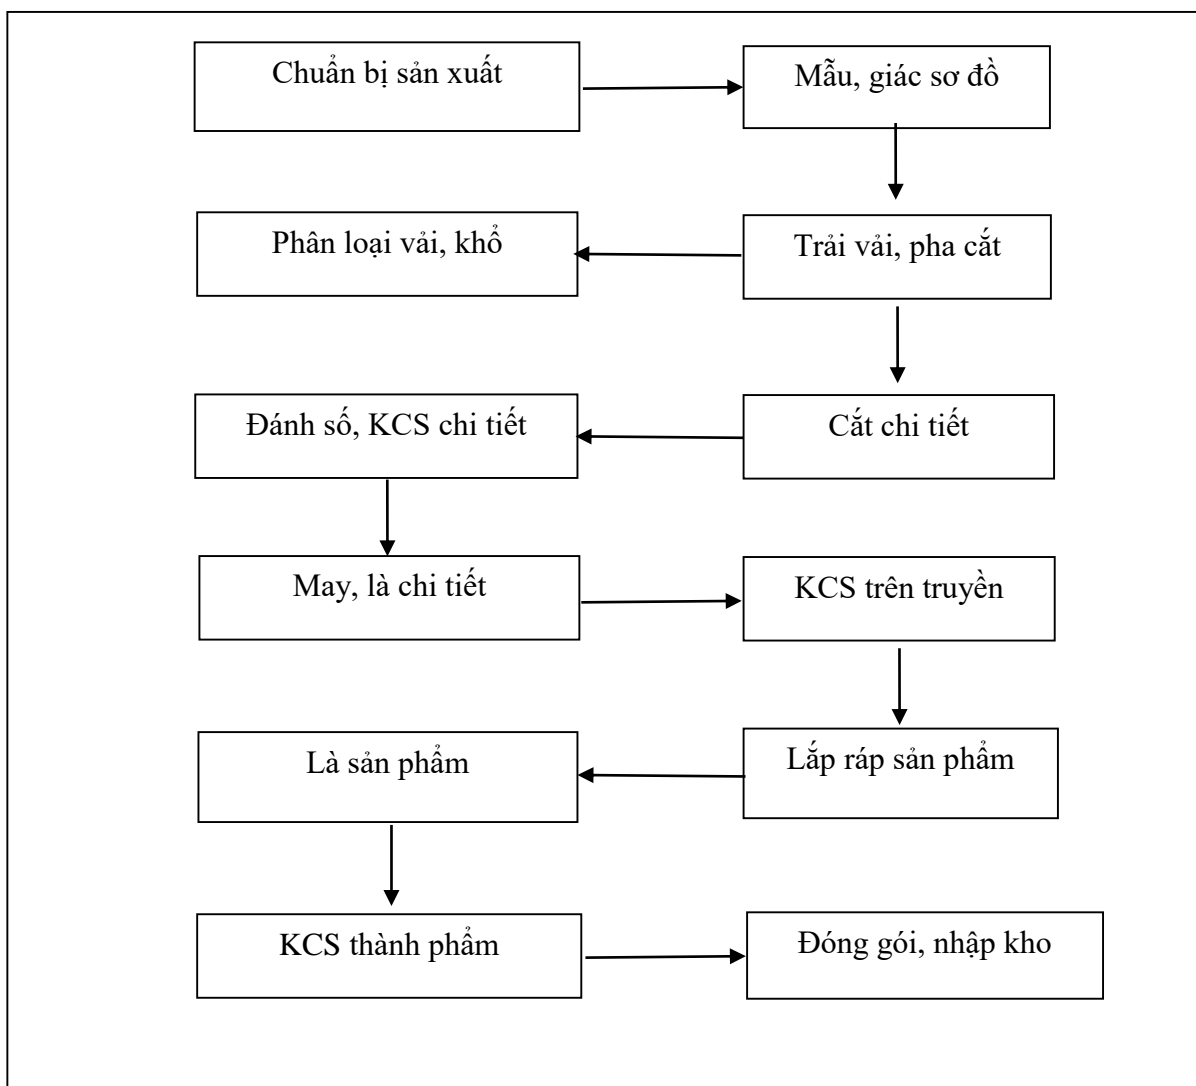 Chuẩn bị sản xuất
Mẫu, giác sơ đồ
Phân loại vải, khổ
Trải vải, pha cắt
Đánh số, KCS chi tiết
Cắt chi tiết
May, là chi tiết
KCS trên truyền
Là sản phẩm
Lắp ráp sản phẩm
KCS thành phẩm
Đóng gói, nhập kho